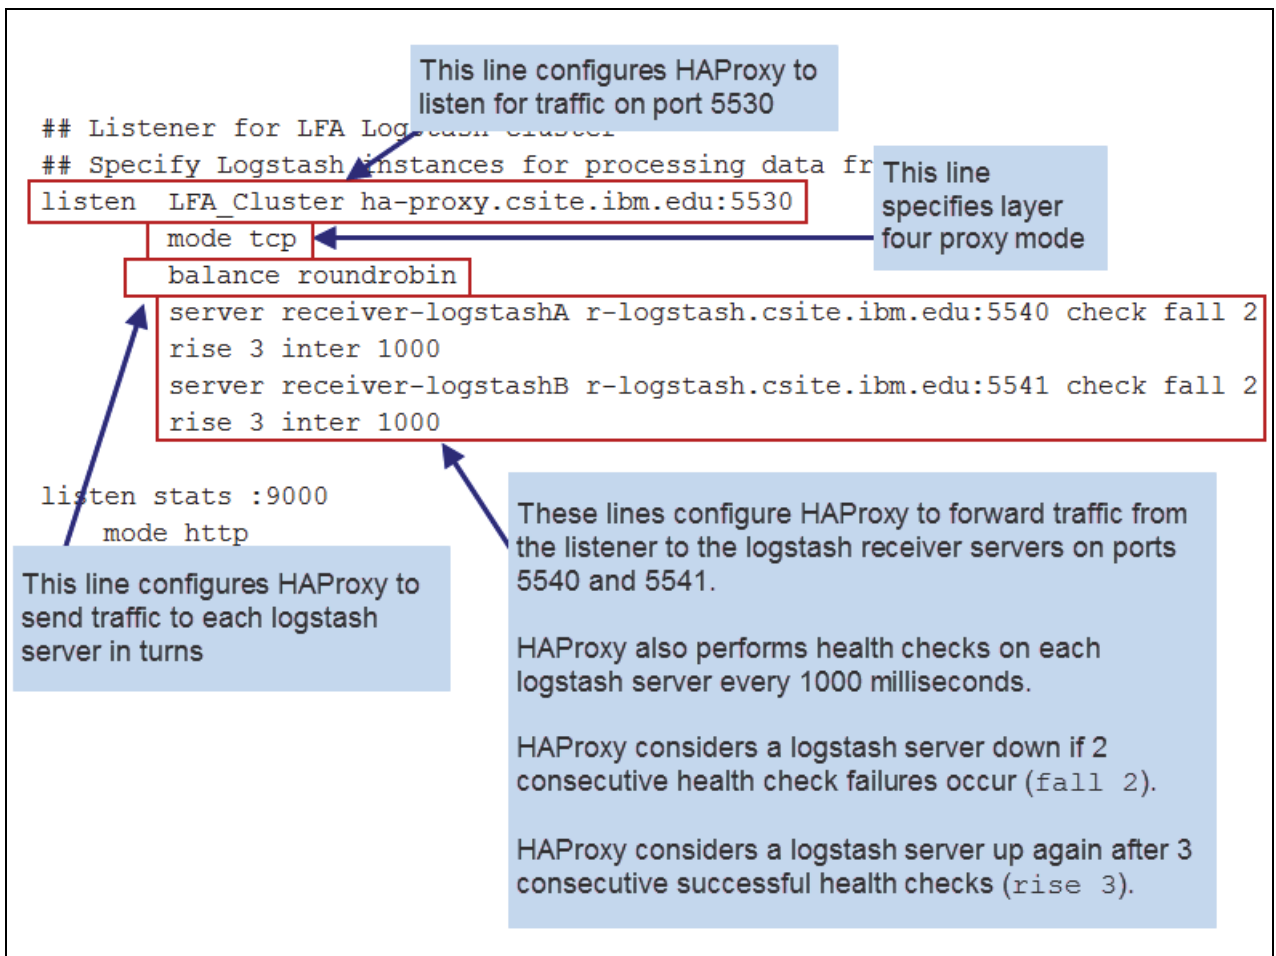 This line configures HAProxy to
listen for traffic on port 5530
## Listener for LFA Logstash cluster
## Specify Logstash instances for processing data fr
This line
specifies layer
four proxy mode
listen  LFA_Cluster ha-proxy.csite.ibm.edu:5530
mode tcp
balance roundrobin
server receiver-logstashA r-logstash.csite.ibm.edu:5540 check fall 2
rise 3 inter 1000
server receiver-logstashB r-logstash.csite.ibm.edu:5541 check fall 2
rise 3 inter 1000
listen stats :9000
mode http
This line configures HAProxy to
send traffic to each logstash
server in turns
These lines configure HAProxy to forward traffic from
the listener to the logstash receiver servers on ports
5540 and 5541.
HAProxy also performs health checks on each
logstash server every 1000 milliseconds.
HAProxy considers a logstash server down if 2
consecutive health check failures occur (fall 2).
HAProxy considers a logstash server up again after 3
consecutive successful health checks (rise 3).